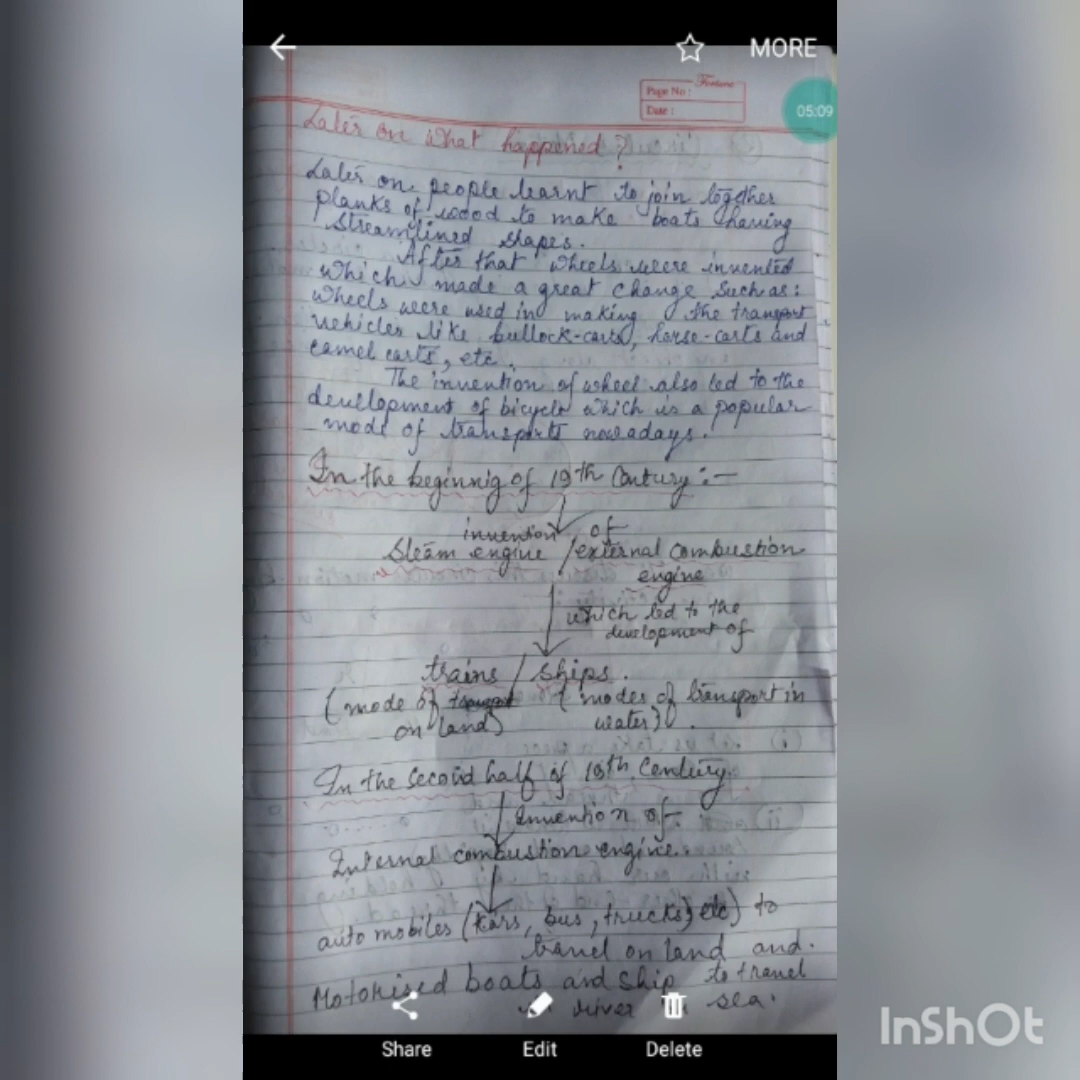 MORE
Fortune
Page No :
Date :
05:09
Later on what happened ?
Later on people learnt to join together
planks of wood to make boats having
streamlined shapes.
After that wheels were invented
which made a great change such as :
wheels were used in making the transport
vehicles like bullock-carts, horse-carts and
camel carts, etc.
The invention of wheel also led to the
development of bicycle which is a popular
mode of transports nowadays.
In the beginnig of 19th Century :-
invention of
Steam engine / external combustion
engine
which led to the
development of
trains / ships.
(mode of transport (modes of transport in
on land) water)
In the second half of 19th Century.
Invention of
Internal combustion engine.
auto mobiles (cars, bus, trucks, etc) to
travel on land and.
Motorised boats and ship to travel
river sea.
Share Edit Delete
InShOt